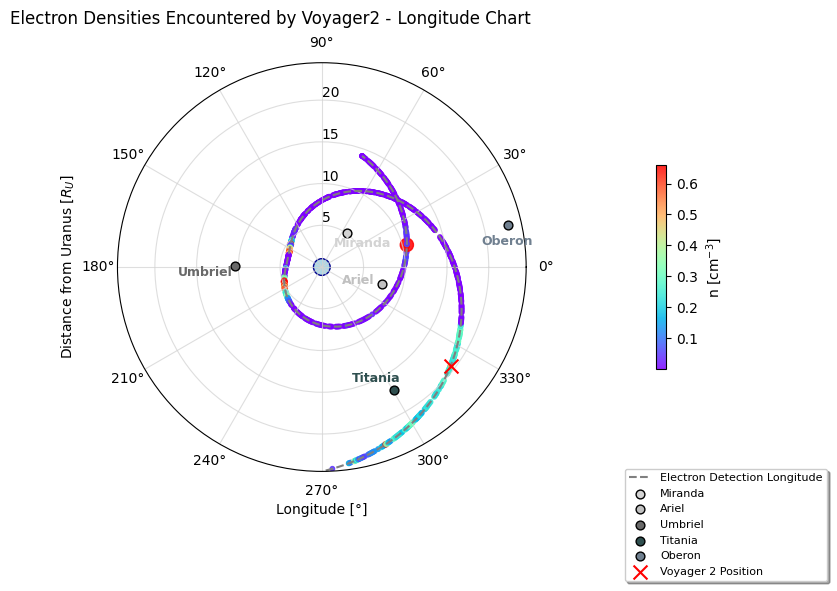 Electron Densities Encountered by Voyager2 - Longitude Chart
90°
120°
60°
20
15
150°
30°
10
5
Miranda
Oberon
180°
Umbriel
Ariel
0°
Distance from Uranus [R_U]
Titania
210°
330°
240°
300°
270°
Longitude [°]
0.6
0.5
0.4
0.3
0.2
0.1
n [cm⁻³]
Electron Detection Longitude
Miranda
Ariel
Umbriel
Titania
Oberon
Voyager 2 Position